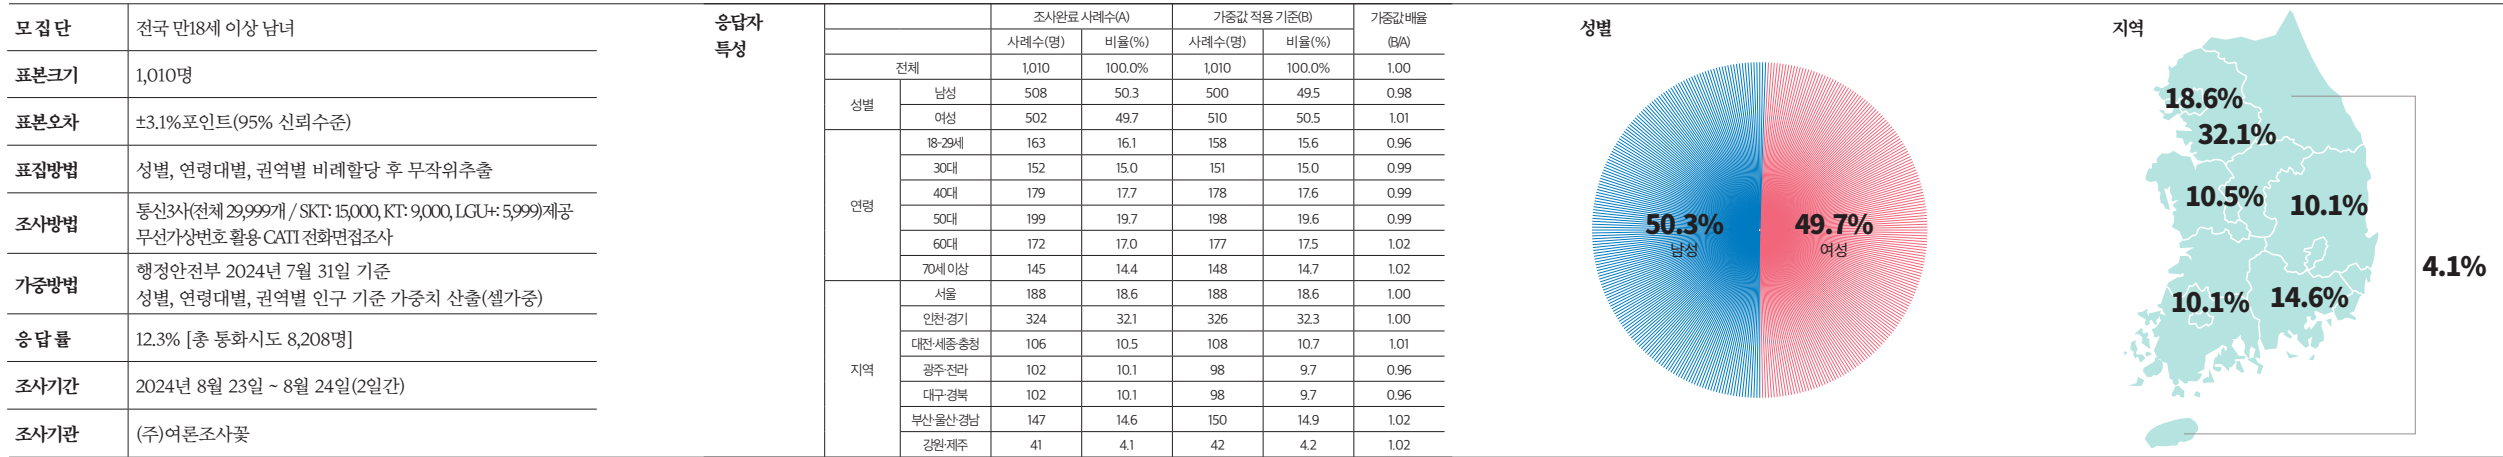 모집단 전국 만18세 이상 남녀
표본크기 1,010명
표본오차 ±3.1%포인트(95% 신뢰수준)
표집방법 성별, 연령대별, 권역별 비례할당 후 무작위추출
조사방법 통신3사(전체 29,999개 / SKT: 15,000, KT: 9,000, LGU+: 5,999)제공
무선가상번호 활용 CATI 전화면접조사
가중방법 행정안전부 2024년 7월 31일 기준
성별, 연령대별, 권역별 인구 기준 가중치 산출(셀가중)
응답률 12.3% [총 통화시도 8,208명]
조사기간 2024년 8월 23일 ~ 8월 24일(2일간)
조사기관 (주)여론조사꽃
응답자
특성
조사완료 사례수(A) 가중값 적용 기준(B) 가중값 배율
사례수(명) 비율(%) 사례수(명) 비율(%) (B/A)
전체 1,010 100.0% 1,010 100.0% 1.00
성별
남성 508 50.3 500 49.5 0.98
여성 502 49.7 510 50.5 1.01
연령
18-29세 163 16.1 158 15.6 0.96
30대 152 15.0 151 15.0 0.99
40대 179 17.7 178 17.6 0.99
50대 199 19.7 198 19.6 0.99
60대 172 17.0 177 17.5 1.02
70세 이상 145 14.4 148 14.7 1.02
지역
서울 188 18.6 188 18.6 1.00
인천·경기 324 32.1 326 32.3 1.00
대전·세종·충청 106 10.5 108 10.7 1.01
광주·전라 102 10.1 98 9.7 0.96
대구·경북 102 10.1 98 9.7 0.96
부산·울산·경남 147 14.6 150 14.9 1.02
강원·제주 41 4.1 42 4.2 1.02
성별
50.3% 49.7%
남성 여성
지역
18.6%
32.1%
10.5% 10.1%
4.1%
10.1% 14.6%